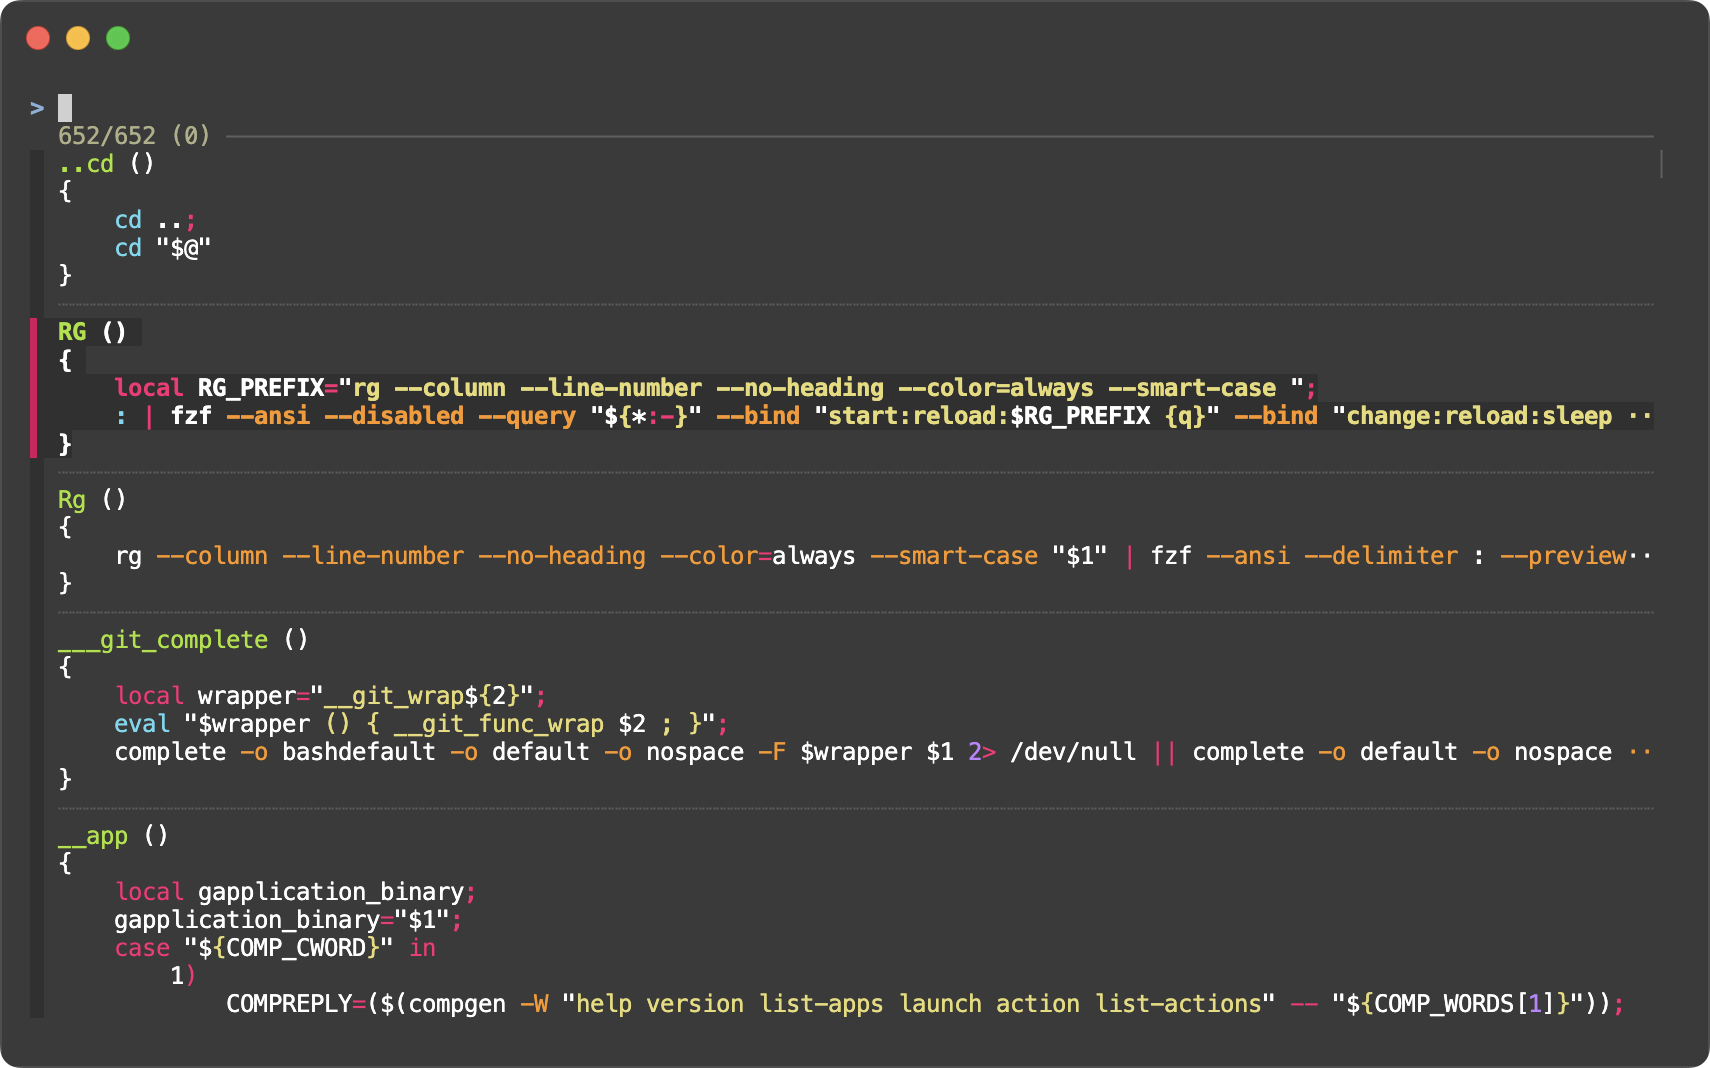 >
652/652 (0)
..cd ()
{
    cd ..;
    cd "$@"
}
RG ()
{
    local RG_PREFIX="rg --column --line-number --no-heading --color=always --smart-case ";
    : | fzf --ansi --disabled --query "${*:-}" --bind "start:reload:$RG_PREFIX {q}" --bind "change:reload:sleep ··
}
Rg ()
{
    rg --column --line-number --no-heading --color=always --smart-case "$1" | fzf --ansi --delimiter : --preview··
}
___git_complete ()
{
    local wrapper="__git_wrap${2}";
    eval "$wrapper () { __git_func_wrap $2 ; }";
    complete -o bashdefault -o default -o nospace -F $wrapper $1 2> /dev/null || complete -o default -o nospace ··
}
__app ()
{
    local gapplication_binary;
    gapplication_binary="$1";
    case "${COMP_CWORD}" in
        1)
            COMPREPLY=($(compgen -W "help version list-apps launch action list-actions" -- "${COMP_WORDS[1]}"));